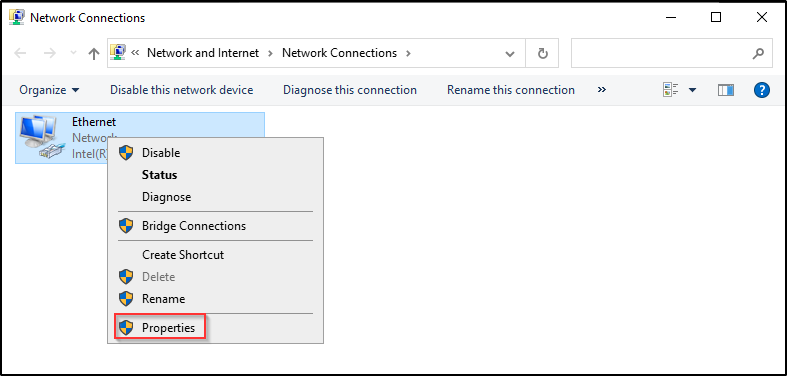 Network Connections
« Network and Internet > Network Connections >
Organize Disable this network device Diagnose this connection Rename this connection »
Ethernet
Network
Intel(R)
Disable
Status
Diagnose
Bridge Connections
Create Shortcut
Delete
Rename
Properties